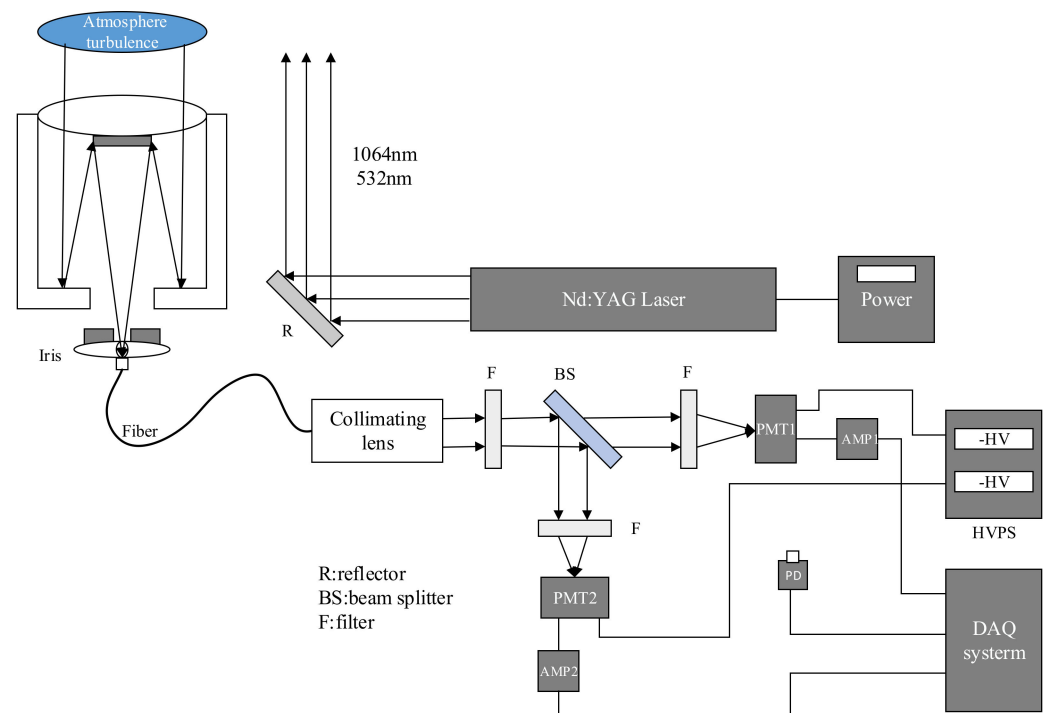 Atmosphere
turbulence
1064nm
532nm
Nd:YAG Laser
Power
R
Iris
Fiber
Collimating
lens
F
BS
F
PMT1
AMP1
-HV
-HV
HVPS
F
R:reflector
BS:beam splitter
F:filter
PMT2
AMP2
PD
DAQ
systerm